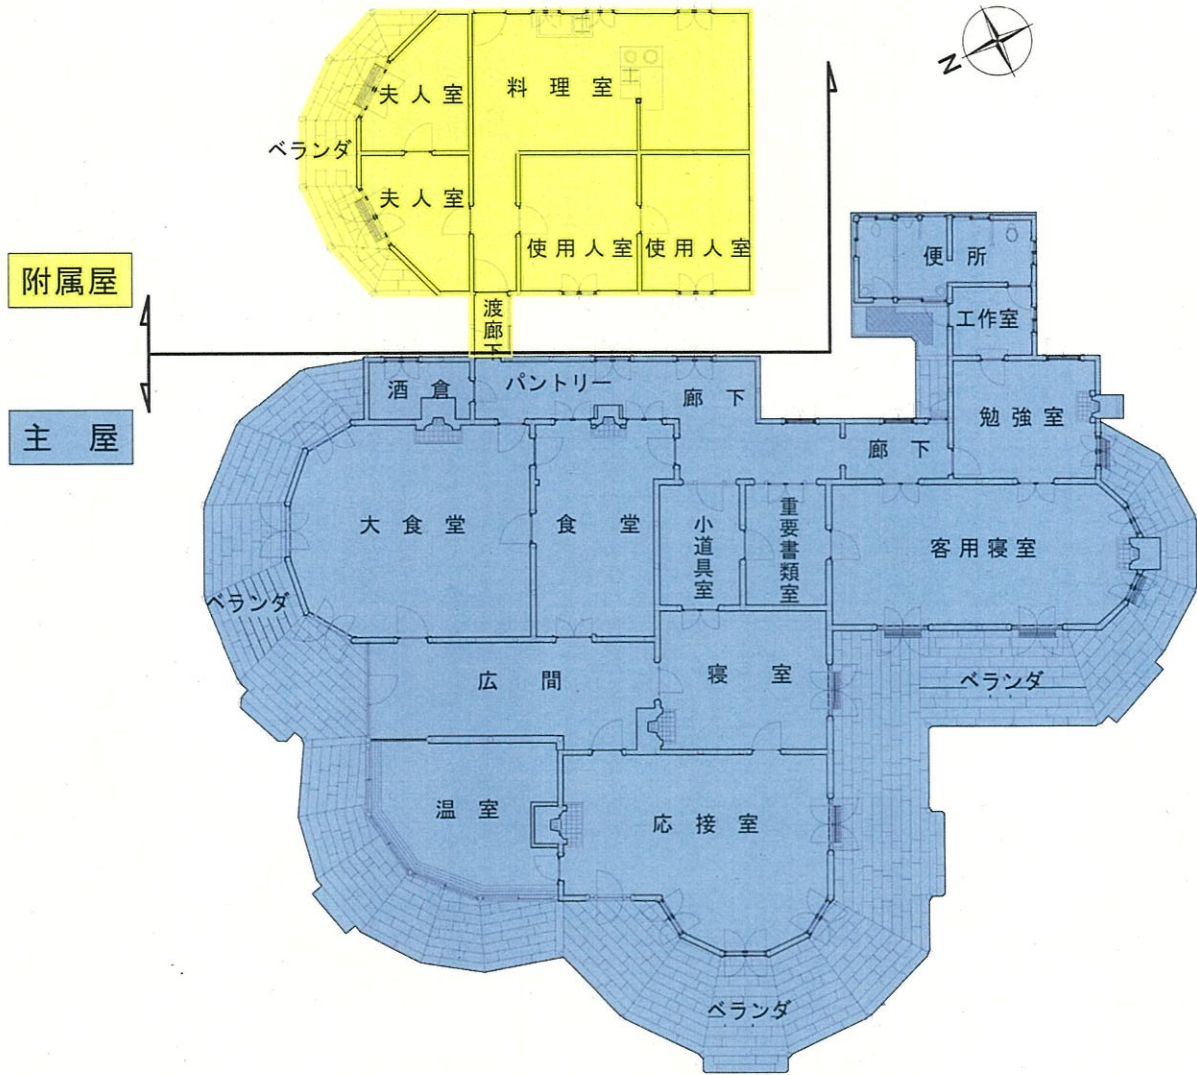 N
夫人室
料理室
ベランダ
夫人室
使用人室
使用人室
附属屋
渡廊下
主屋
便所
工作室
酒倉
パントリー
廊下
勉強室
廊下
大食堂
食堂
小道具室
重要書類室
客用寝室
ベランダ
広間
寝室
ベランダ
温室
応接室
ベランダ